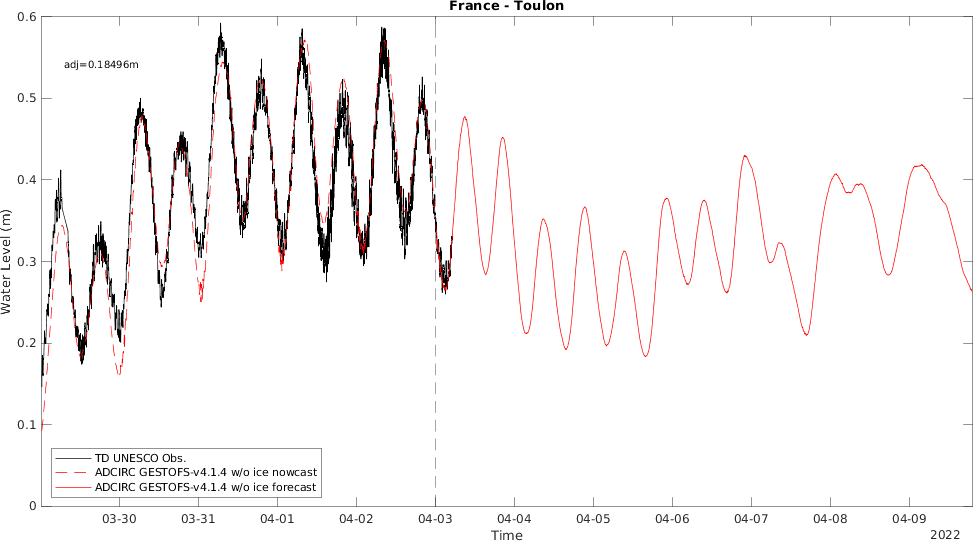 France - Toulon
adj=0.18496m
0.6
0.5
0.4
0.3
0.2
0.1
0
Water Level (m)
TD UNESCO Obs.
ADCIRC GESTOFS-v4.1.4 w/o ice nowcast
ADCIRC GESTOFS-v4.1.4 w/o ice forecast
03-30 03-31 04-01 04-02 04-03 04-04 04-05 04-06 04-07 04-08 04-09
Time
2022